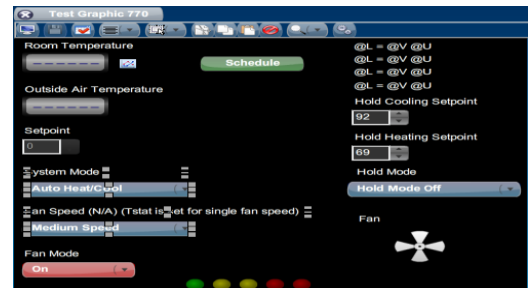 Test Graphic 770
Room Temperature
------
Schedule
Outside Air Temperature
------
Setpoint
0
System Mode
Auto Heat/Cool
Fan Speed (N/A) (Tstat is set for single fan speed)
Medium Speed
Fan Mode
On
@L = @V @U
@L = @V @U
@L = @V @U
@L = @V @U
Hold Cooling Setpoint
92
Hold Heating Setpoint
69
Hold Mode
Hold Mode Off
Fan